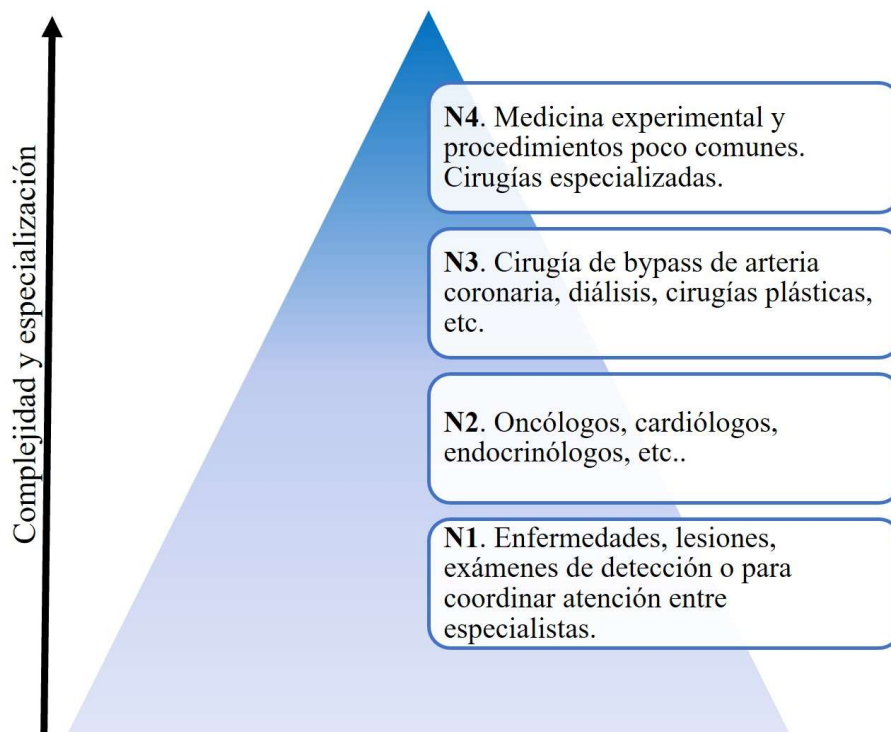 Complejidad y especialización
N4. Medicina experimental y
procedimientos poco comunes.
Cirugías especializadas.
N3. Cirugía de bypass de arteria
coronaria, diálisis, cirugías plásticas,
etc.
N2. Oncólogos, cardiólogos,
endocrinólogos, etc..
N1. Enfermedades, lesiones,
exámenes de detección o para
coordinar atención entre
especialistas.